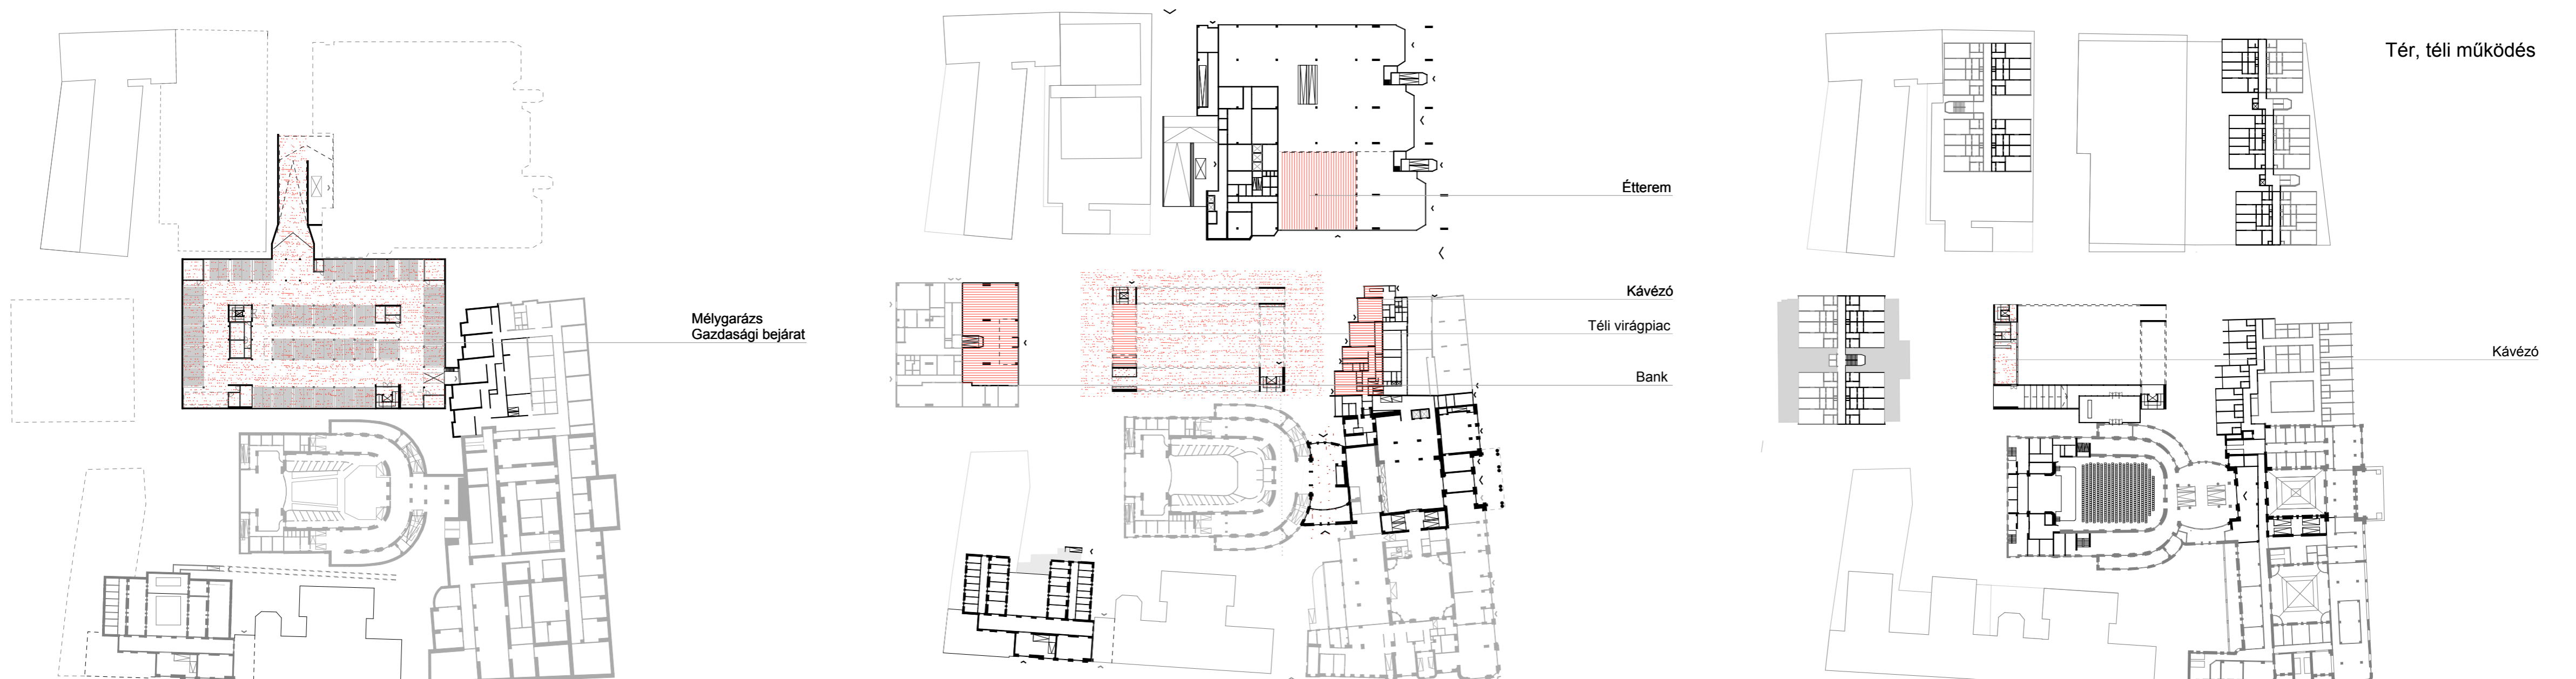 Tér, téli működés
Mélygarázs
Gazdasági bejárat
Étterem
Kávézó
Téli virágpiac
Bank
Kávézó